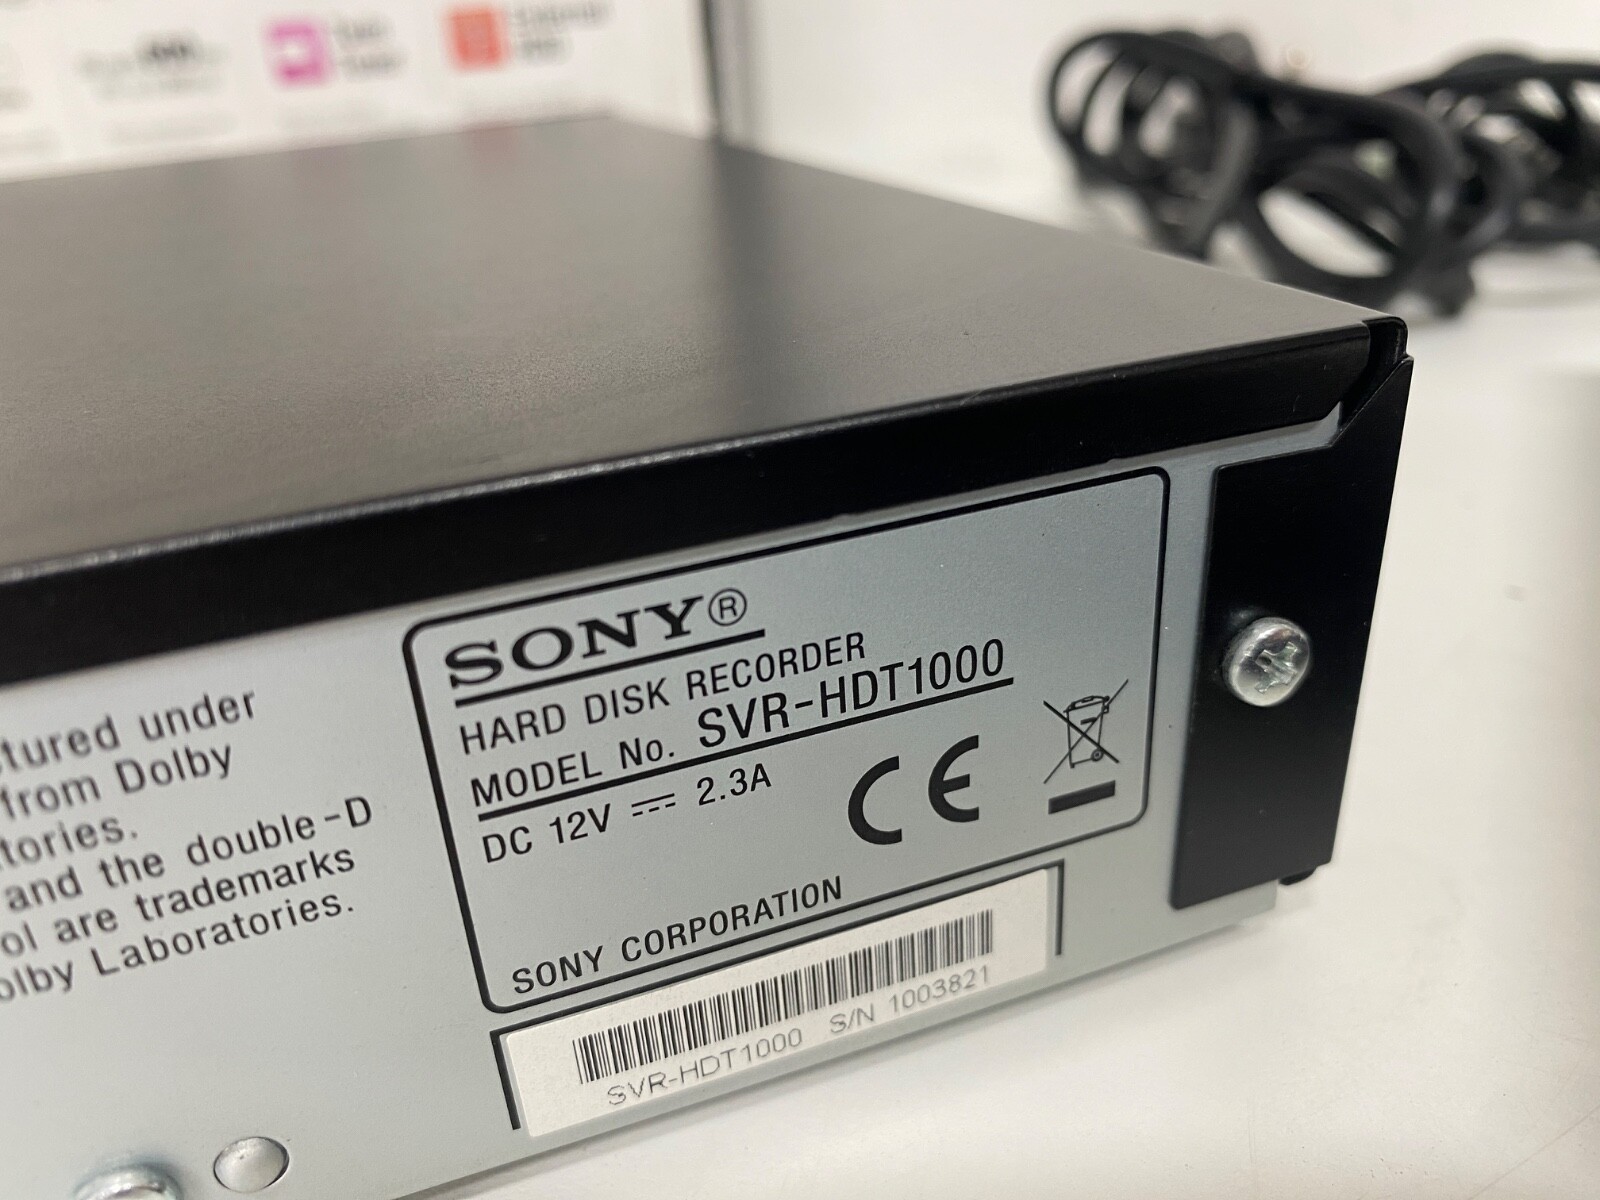 SONY®
HARD DISK RECORDER
MODEL No. SVR-HDT1000
DC 12V ⎓ 2.3A
CE
SONY CORPORATION
SVR-HDT1000 S/N 1003821
ctured under
from Dolby
tories.
and the double-D
ol are trademarks
olby Laboratories.